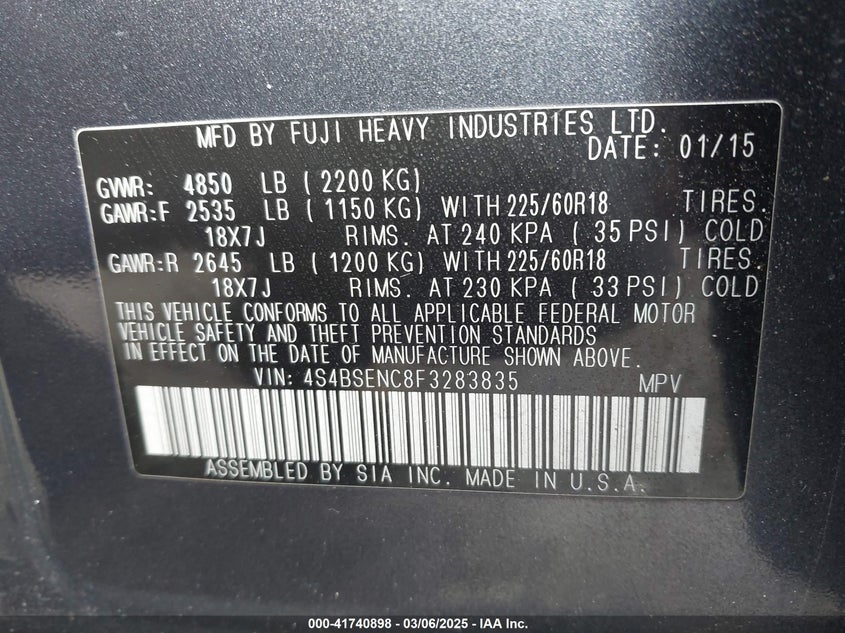 MFD BY FUJI HEAVY INDUSTRIES LTD.
DATE: 01/15
GVWR: 4850 LB ( 2200 KG)
GAWR:F 2535 LB ( 1150 KG) WITH 225/60R18 TIRES.
18X7J RIMS. AT 240 KPA ( 35 PSI) COLD
GAWR:R 2645 LB ( 1200 KG) WITH 225/60R18 TIRES.
18X7J RIMS. AT 230 KPA ( 33 PSI) COLD
THIS VEHICLE CONFORMS TO ALL APPLICABLE FEDERAL MOTOR
VEHICLE SAFETY AND THEFT PREVENTION STANDARDS
IN EFFECT ON THE DATE OF MANUFACTURE SHOWN ABOVE.
VIN: 4S4BSENC8F3283835 MPV
ASSEMBLED BY SIA INC. MADE IN U.S.A.
000-41740898 - 03/06/2025 - IAA Inc.